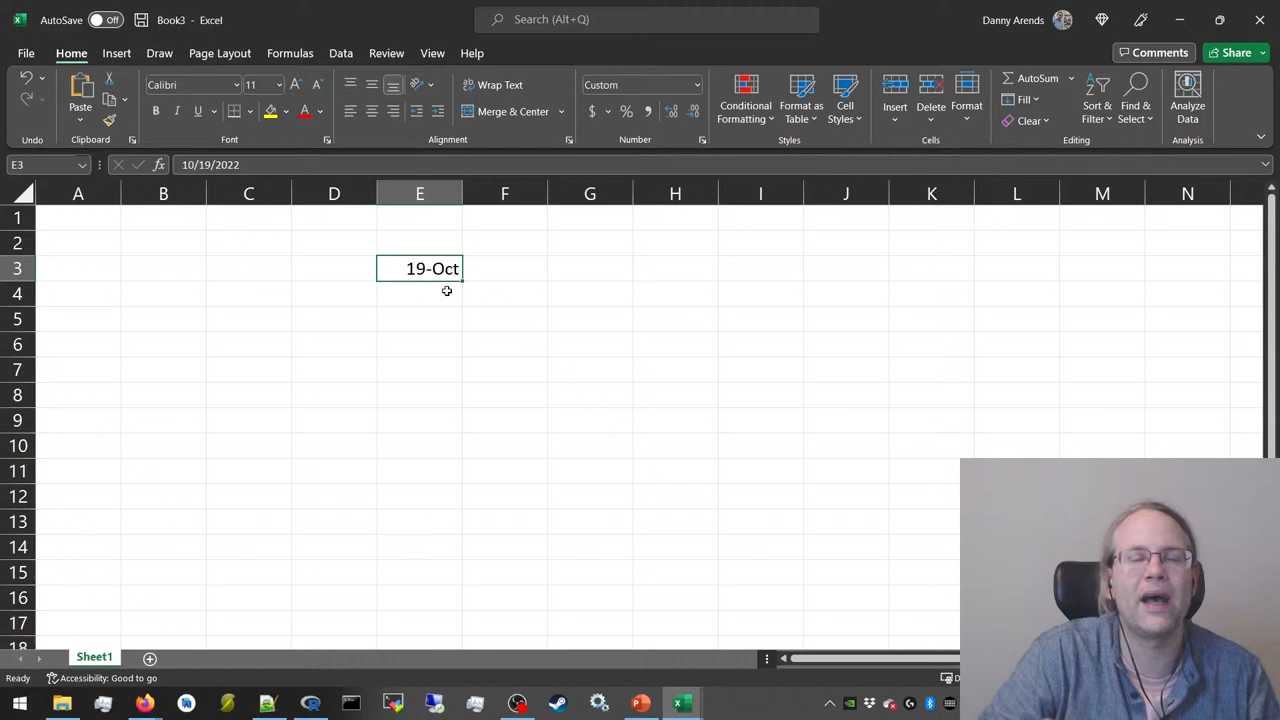 AutoSave Off Book3 - Excel Search (Alt+Q) Danny Arends
File Home Insert Draw Page Layout Formulas Data Review View Help Comments Share
Paste Calibri 11 Wrap Text Custom Conditional Formatting Format as Table Cell Styles Insert Delete Format AutoSum Sort & Filter Find & Select Analyze Data
B I U Merge & Center $ % Fill
Clear
Undo Clipboard Font Alignment Number Styles Cells Editing Analysis
E3 fx 10/19/2022
A B C D E F G H I J K L M N
1
2
3 19-Oct
4
5
6
7
8
9
10
11
12
13
14
15
16
17
18
Sheet1
Ready Accessibility: Good to go